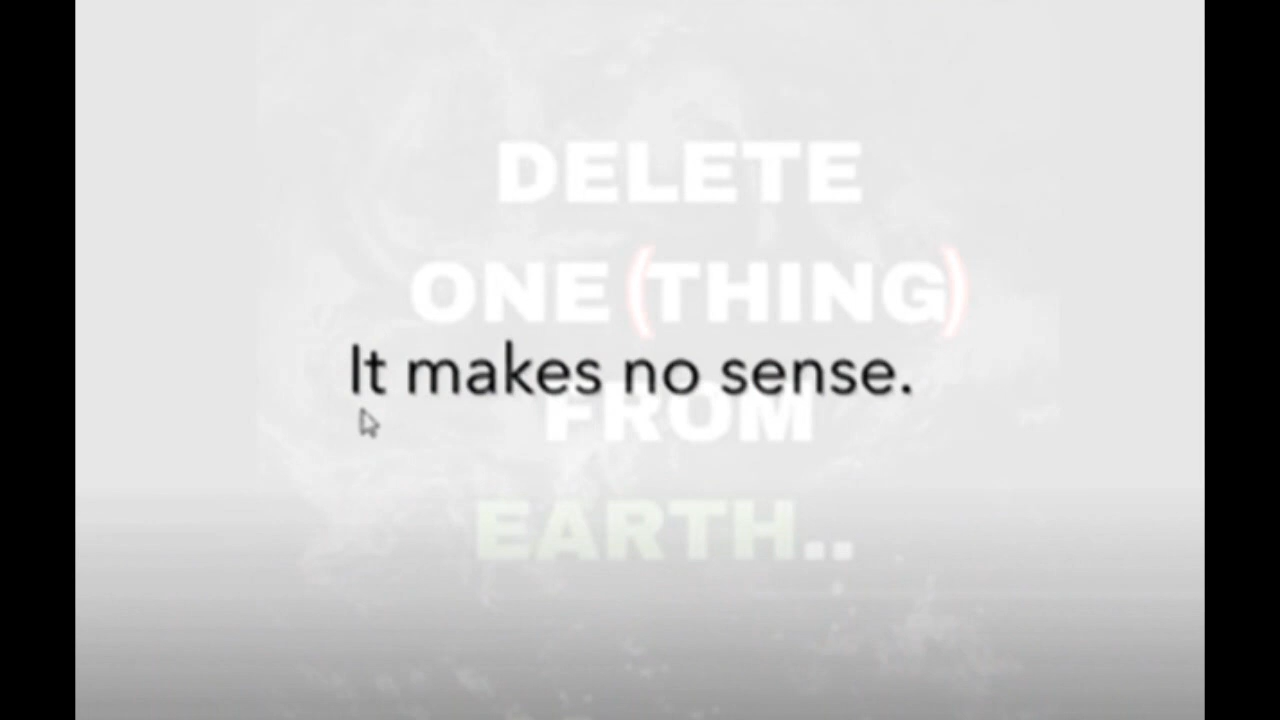 DELETE
ONE (THING)
It makes no sense.
FROM
EARTH..